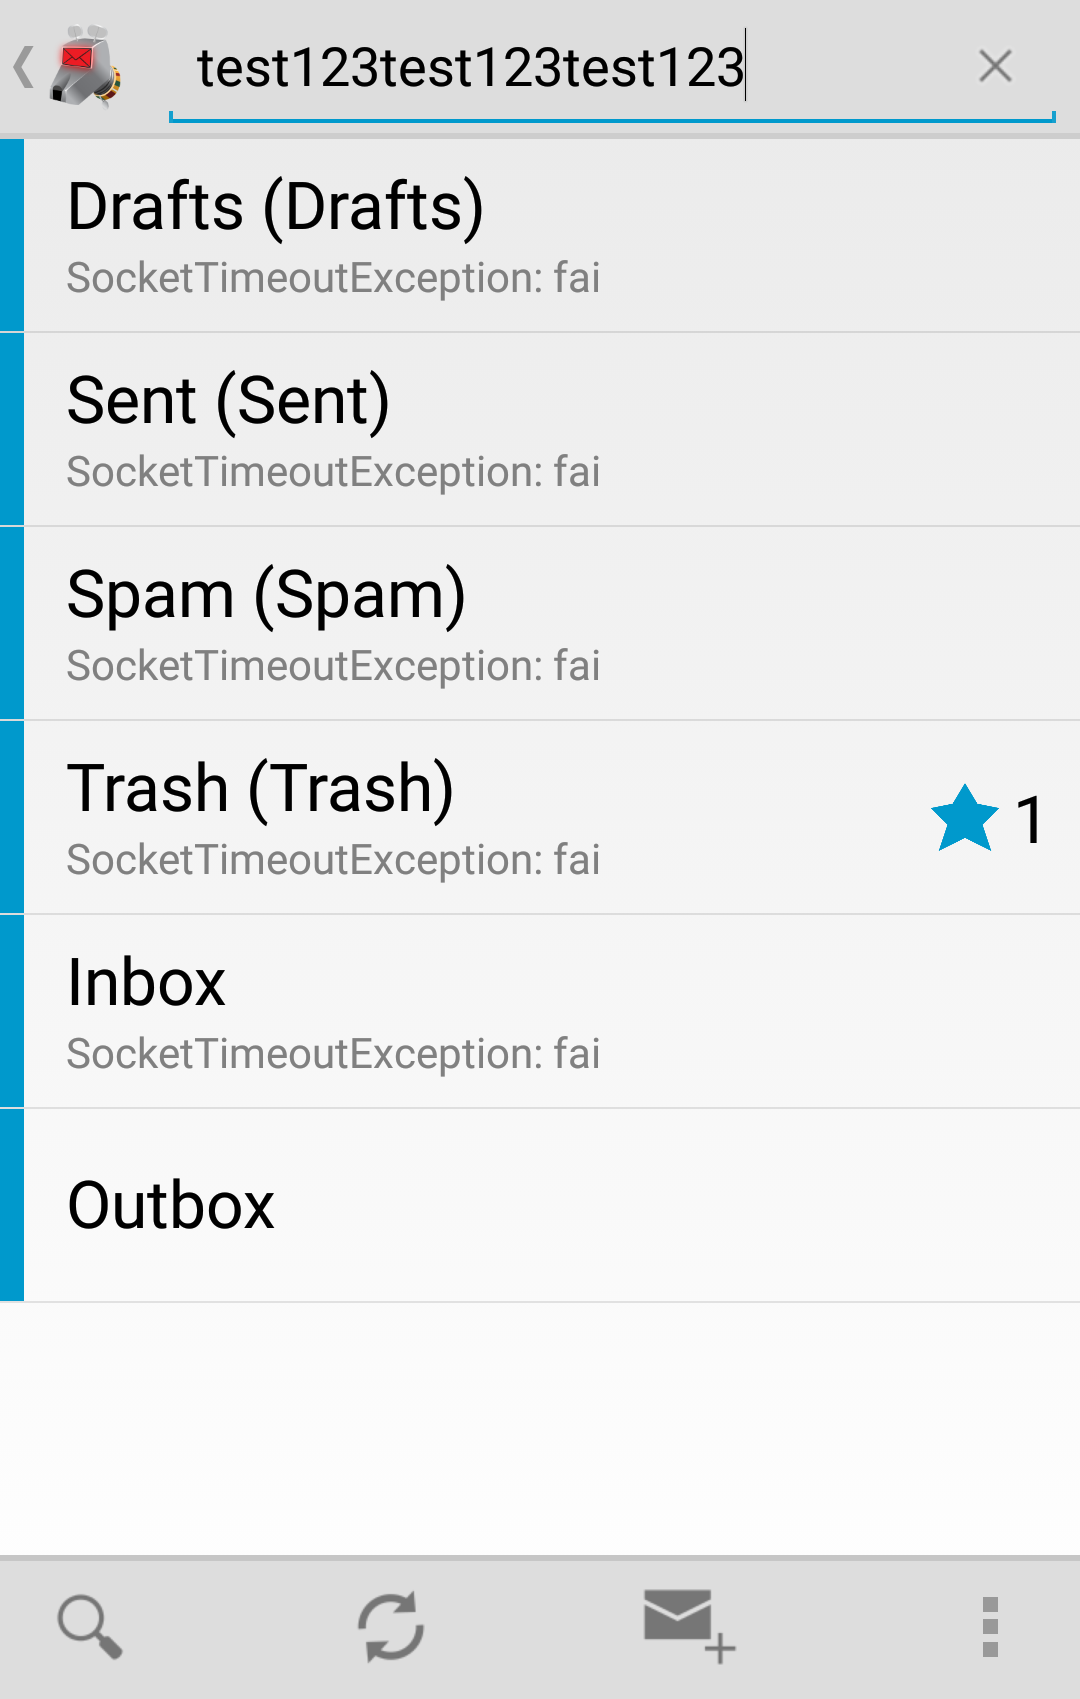 test123test123test123
Drafts (Drafts)
SocketTimeoutException: fai
Sent (Sent)
SocketTimeoutException: fai
Spam (Spam)
SocketTimeoutException: fai
Trash (Trash)
SocketTimeoutException: fai
1
Inbox
SocketTimeoutException: fai
Outbox